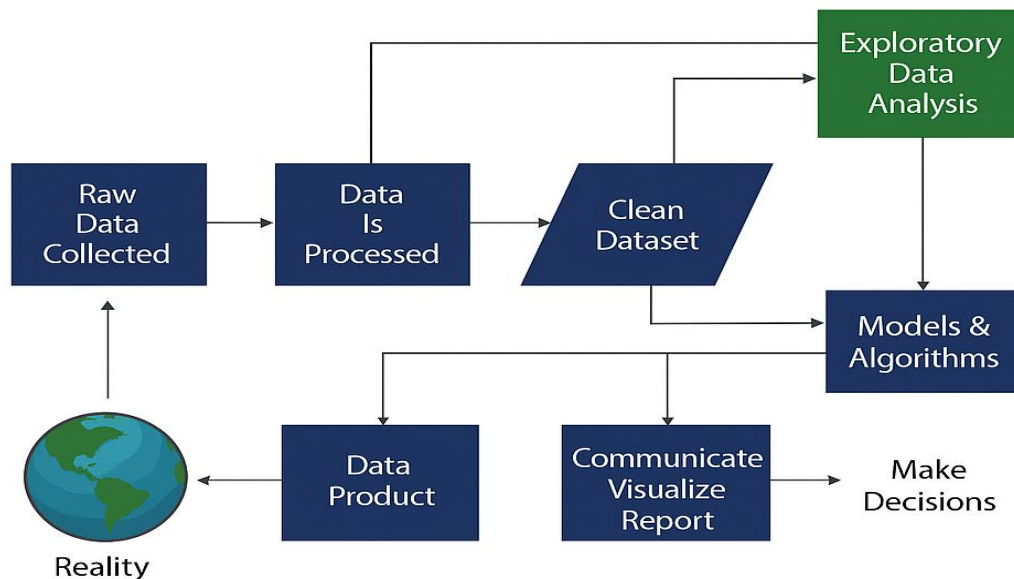 Exploratory
Data
Analysis
Raw
Data
Collected
Data
Is
Processed
Clean
Dataset
Models &
Algorithms
Data
Product
Communicate
Visualize
Report
Make
Decisions
Reality